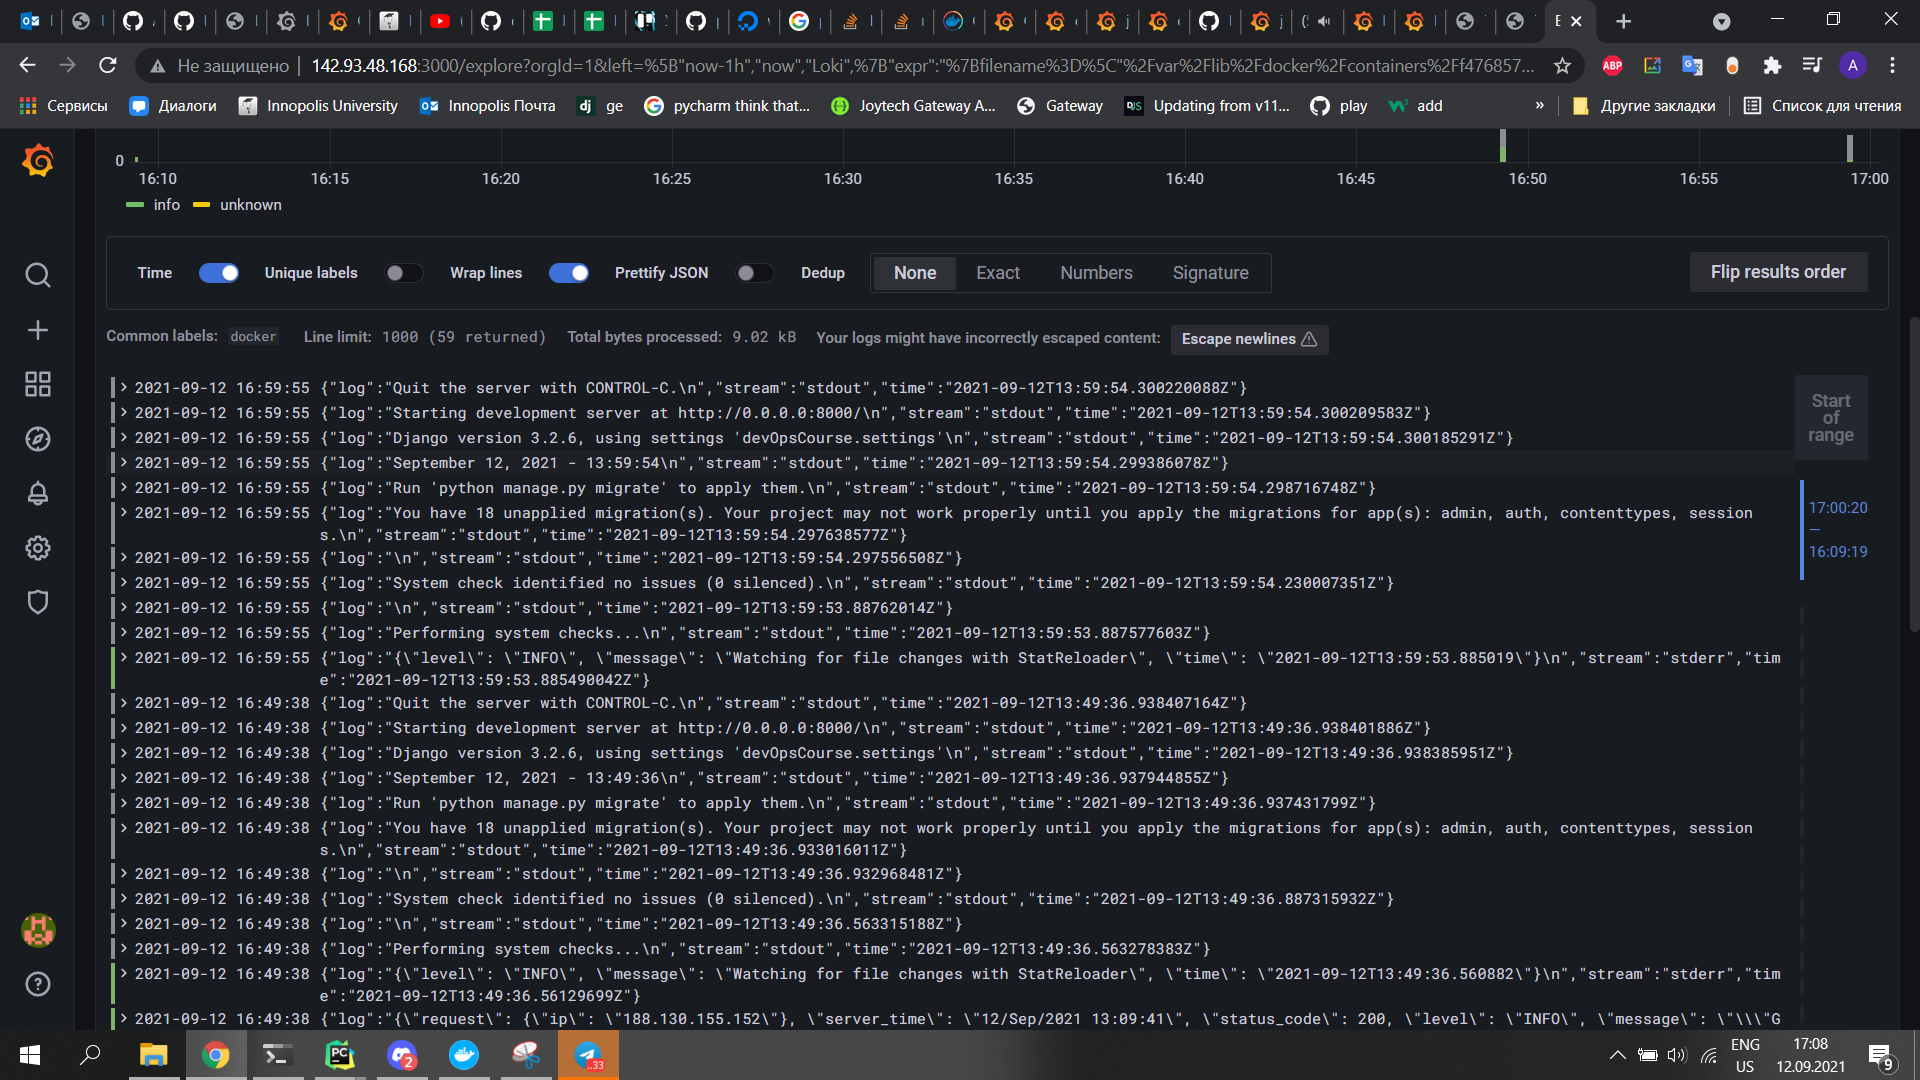 Не защищено
142.93.48.168:3000/explore?orgId=1&left=%5B"now-1h","now","Loki",%7B"expr":"%7Bfilename%3D%5C"%2Fvar%2Flib%2Fdocker%2Fcontainers%2Ff476857...
ABP
A
Сервисы
Диалоги
Innopolis University
Innopolis Почта
dj ge
pycharm think that...
Joytech Gateway A...
Gateway
DJS Updating from v11...
play
add
»
Другие закладки
Список для чтения
0
16:10 16:15 16:20 16:25 16:30 16:35 16:40 16:45 16:50 16:55 17:00
info unknown
Time Unique labels Wrap lines Prettify JSON Dedup None Exact Numbers Signature Flip results order
Common labels: docker Line limit: 1000 (59 returned) Total bytes processed: 9.02 kB Your logs might have incorrectly escaped content: Escape newlines
2021-09-12 16:59:55 {"log":"Quit the server with CONTROL-C.\n","stream":"stdout","time":"2021-09-12T13:59:54.300220088Z"}
2021-09-12 16:59:55 {"log":"Starting development server at http://0.0.0.0:8000/\n","stream":"stdout","time":"2021-09-12T13:59:54.300209583Z"}
2021-09-12 16:59:55 {"log":"Django version 3.2.6, using settings 'devOpsCourse.settings'\n","stream":"stdout","time":"2021-09-12T13:59:54.300185291Z"}
2021-09-12 16:59:55 {"log":"September 12, 2021 - 13:59:54\n","stream":"stdout","time":"2021-09-12T13:59:54.299386078Z"}
2021-09-12 16:59:55 {"log":"Run 'python manage.py migrate' to apply them.\n","stream":"stdout","time":"2021-09-12T13:59:54.298716748Z"}
2021-09-12 16:59:55 {"log":"You have 18 unapplied migration(s). Your project may not work properly until you apply the migrations for app(s): admin, auth, contenttypes, session
s.\n","stream":"stdout","time":"2021-09-12T13:59:54.297638577Z"}
2021-09-12 16:59:55 {"log":"\n","stream":"stdout","time":"2021-09-12T13:59:54.297556508Z"}
2021-09-12 16:59:55 {"log":"System check identified no issues (0 silenced).\n","stream":"stdout","time":"2021-09-12T13:59:54.230007351Z"}
2021-09-12 16:59:55 {"log":"\n","stream":"stdout","time":"2021-09-12T13:59:53.88762014Z"}
2021-09-12 16:59:55 {"log":"Performing system checks...\n","stream":"stdout","time":"2021-09-12T13:59:53.887577603Z"}
2021-09-12 16:59:55 {"log":"{\"level\": \"INFO\", \"message\": \"Watching for file changes with StatReloader\", \"time\": \"2021-09-12T13:59:53.885019\"}\n","stream":"stderr","tim
e":"2021-09-12T13:59:53.885490042Z"}
2021-09-12 16:49:38 {"log":"Quit the server with CONTROL-C.\n","stream":"stdout","time":"2021-09-12T13:49:36.938407164Z"}
2021-09-12 16:49:38 {"log":"Starting development server at http://0.0.0.0:8000/\n","stream":"stdout","time":"2021-09-12T13:49:36.938401886Z"}
2021-09-12 16:49:38 {"log":"Django version 3.2.6, using settings 'devOpsCourse.settings'\n","stream":"stdout","time":"2021-09-12T13:49:36.938385951Z"}
2021-09-12 16:49:38 {"log":"September 12, 2021 - 13:49:36\n","stream":"stdout","time":"2021-09-12T13:49:36.937944855Z"}
2021-09-12 16:49:38 {"log":"Run 'python manage.py migrate' to apply them.\n","stream":"stdout","time":"2021-09-12T13:49:36.937431799Z"}
2021-09-12 16:49:38 {"log":"You have 18 unapplied migration(s). Your project may not work properly until you apply the migrations for app(s): admin, auth, contenttypes, session
s.\n","stream":"stdout","time":"2021-09-12T13:49:36.933016011Z"}
2021-09-12 16:49:38 {"log":"\n","stream":"stdout","time":"2021-09-12T13:49:36.932968481Z"}
2021-09-12 16:49:38 {"log":"System check identified no issues (0 silenced).\n","stream":"stdout","time":"2021-09-12T13:49:36.887315932Z"}
2021-09-12 16:49:38 {"log":"\n","stream":"stdout","time":"2021-09-12T13:49:36.563315188Z"}
2021-09-12 16:49:38 {"log":"Performing system checks...\n","stream":"stdout","time":"2021-09-12T13:49:36.563278383Z"}
2021-09-12 16:49:38 {"log":"{\"level\": \"INFO\", \"message\": \"Watching for file changes with StatReloader\", \"time\": \"2021-09-12T13:49:36.560882\"}\n","stream":"stderr","tim
e":"2021-09-12T13:49:36.56129699Z"}
2021-09-12 16:49:38 {"log":"{\"request\": {\"ip\": \"188.130.155.152\"}, \"server_time\": \"12/Sep/2021 13:09:41\", \"status_code\": 200, \"level\": \"INFO\", \"message\": \"\\\"G
Start
of
range
17:00:20
—
16:09:19
PC
2
..33
ENG
US
17:08
12.09.2021
9